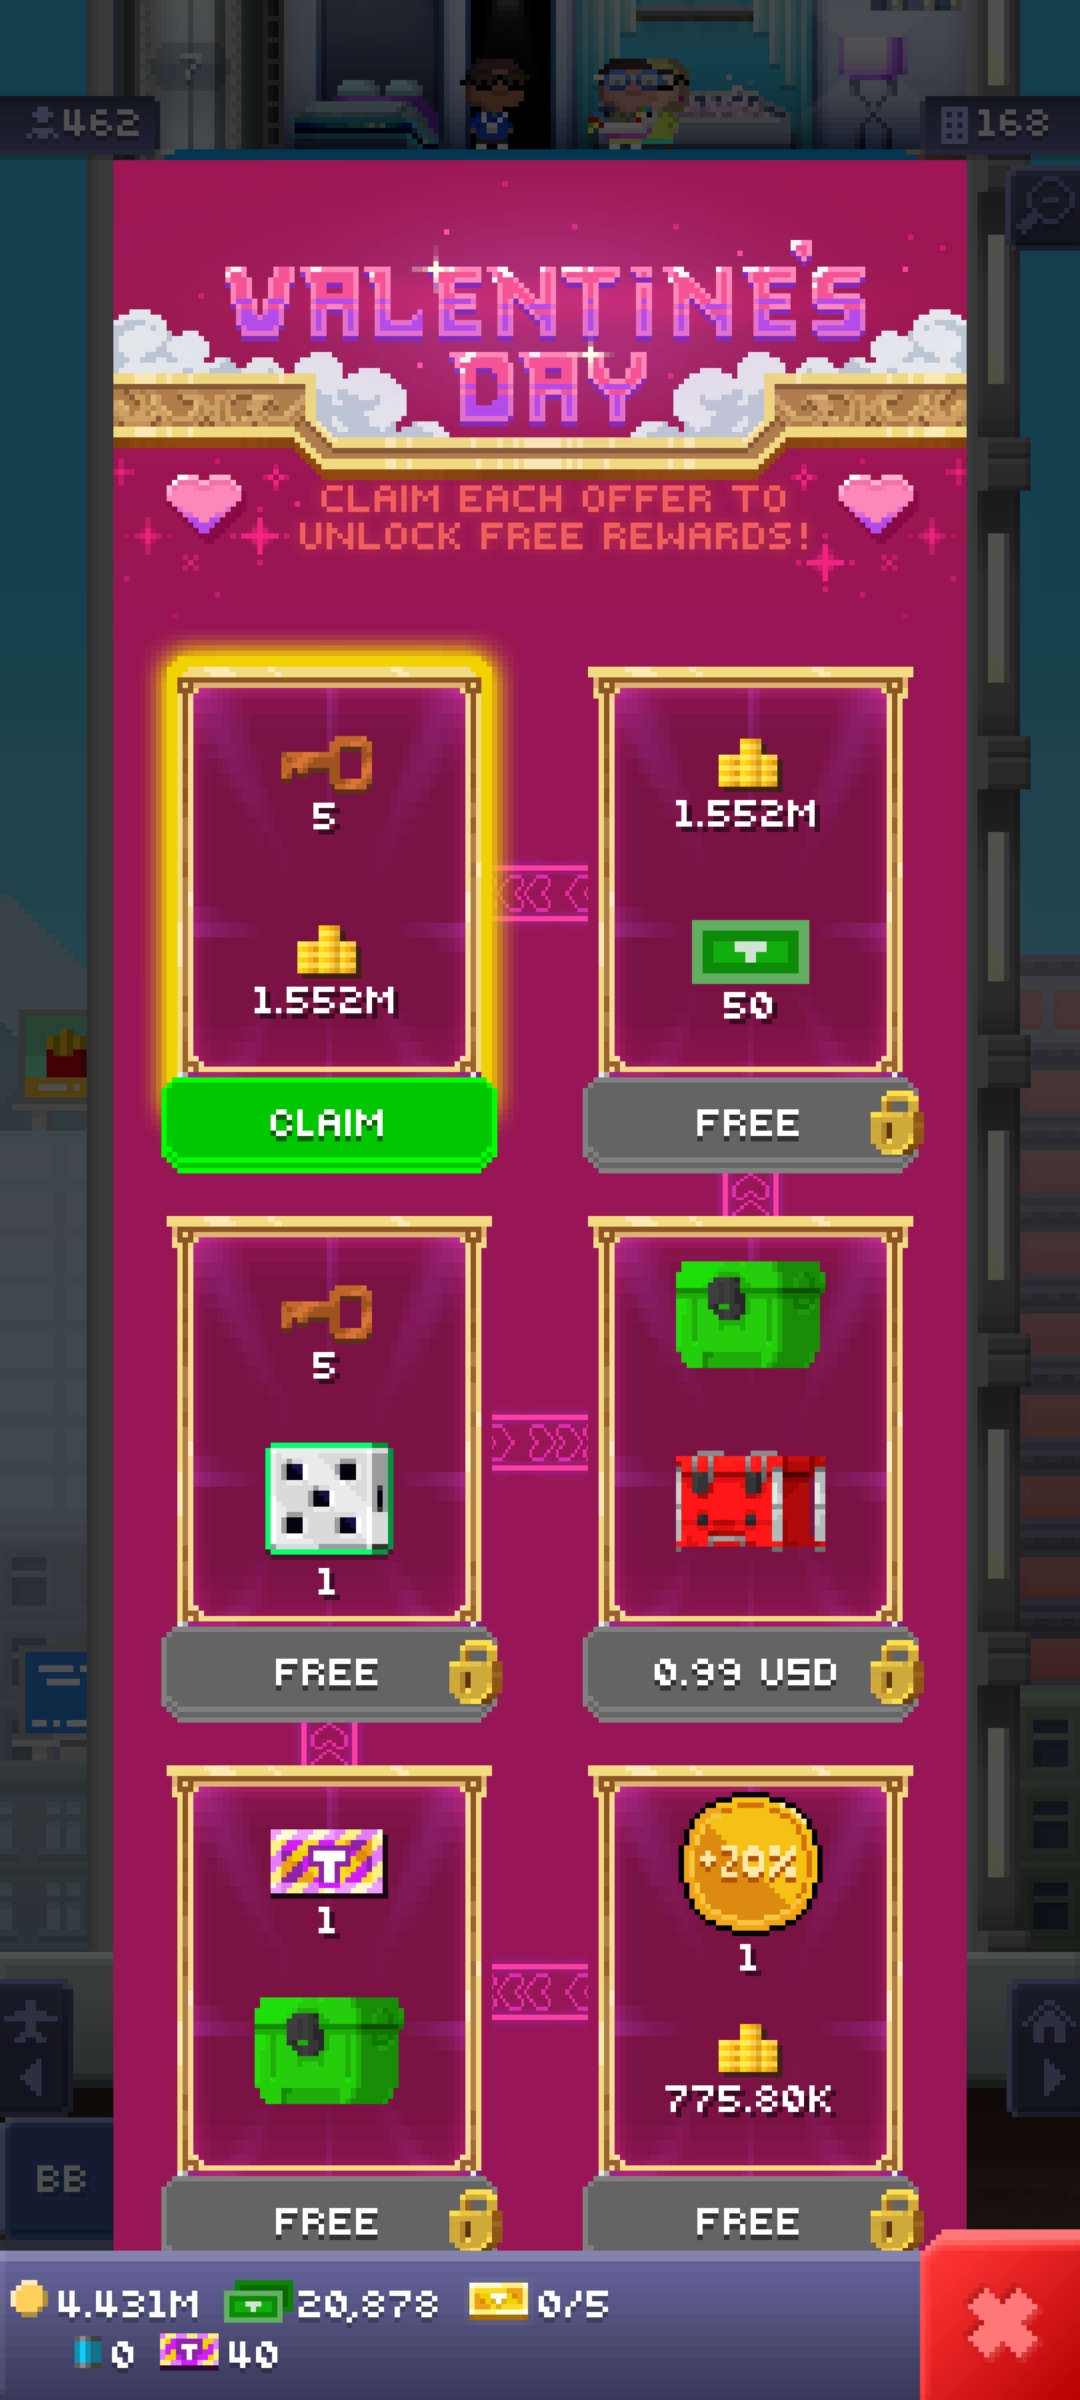 ?
462
168
VALENTINE'S
DAY
CLAIM EACH OFFER TO
UNLOCK FREE REWARDS!
5
1.552M
CLAIM
1.552M
50
FREE
5
1
FREE
0.99 USD
T
1
FREE
+20%
1
775.80K
FREE
BB
4.431M
20,878
0/5
0
T
40